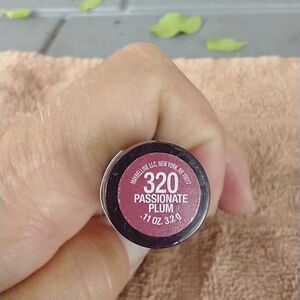 MAYBELLINE LLC, NEW YORK, NY 10017
320
PASSIONATE
PLUM
.11 OZ. 3.2 g